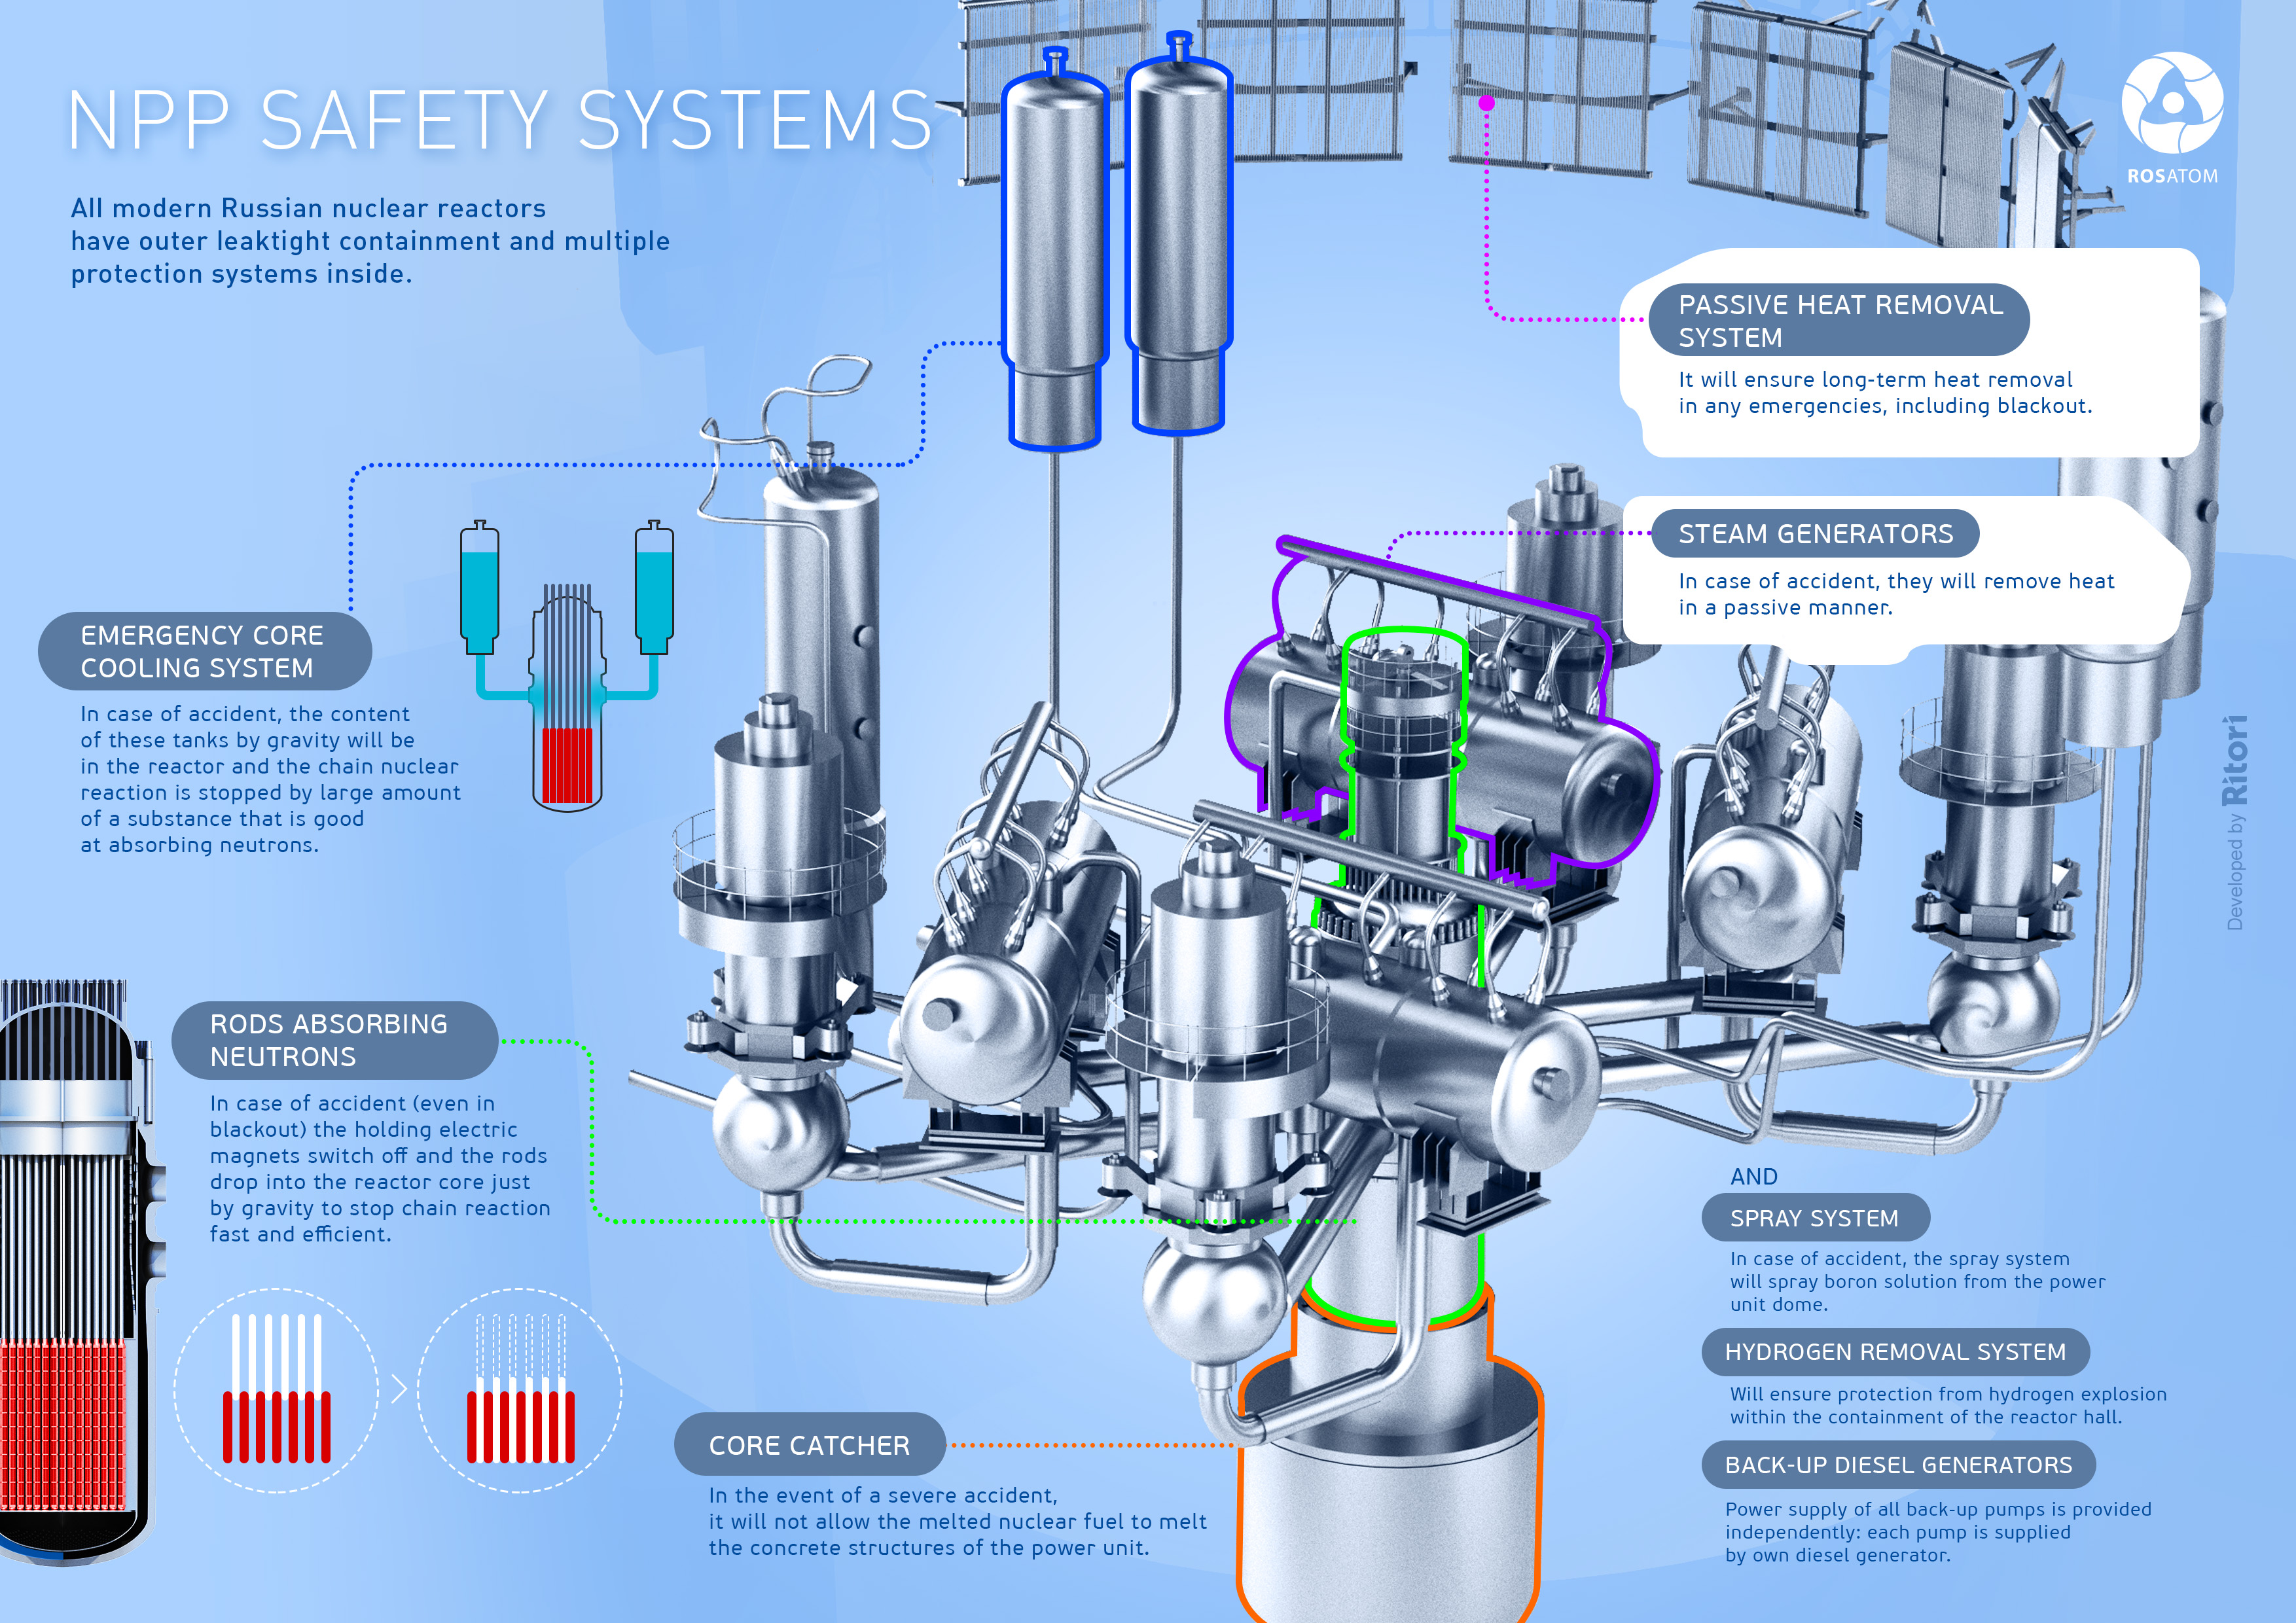 NPP SAFETY SYSTEMS
All modern Russian nuclear reactors
have outer leaktight containment and multiple
protection systems inside.
ROSATOM
PASSIVE HEAT REMOVAL
SYSTEM
It will ensure long-term heat removal
in any emergencies, including blackout.
STEAM GENERATORS
In case of accident, they will remove heat
in a passive manner.
EMERGENCY CORE
COOLING SYSTEM
In case of accident, the content
of these tanks by gravity will be
in the reactor and the chain nuclear
reaction is stopped by large amount
of a substance that is good
at absorbing neutrons.
RODS ABSORBING
NEUTRONS
In case of accident (even in
blackout) the holding electric
magnets switch off and the rods
drop into the reactor core just
by gravity to stop chain reaction
fast and efficient.
CORE CATCHER
In the event of a severe accident,
it will not allow the melted nuclear fuel to melt
the concrete structures of the power unit.
AND
SPRAY SYSTEM
In case of accident, the spray system
will spray boron solution from the power
unit dome.
HYDROGEN REMOVAL SYSTEM
Will ensure protection from hydrogen explosion
within the containment of the reactor hall.
BACK-UP DIESEL GENERATORS
Power supply of all back-up pumps is provided
independently: each pump is supplied
by own diesel generator.
Developed by Ritori